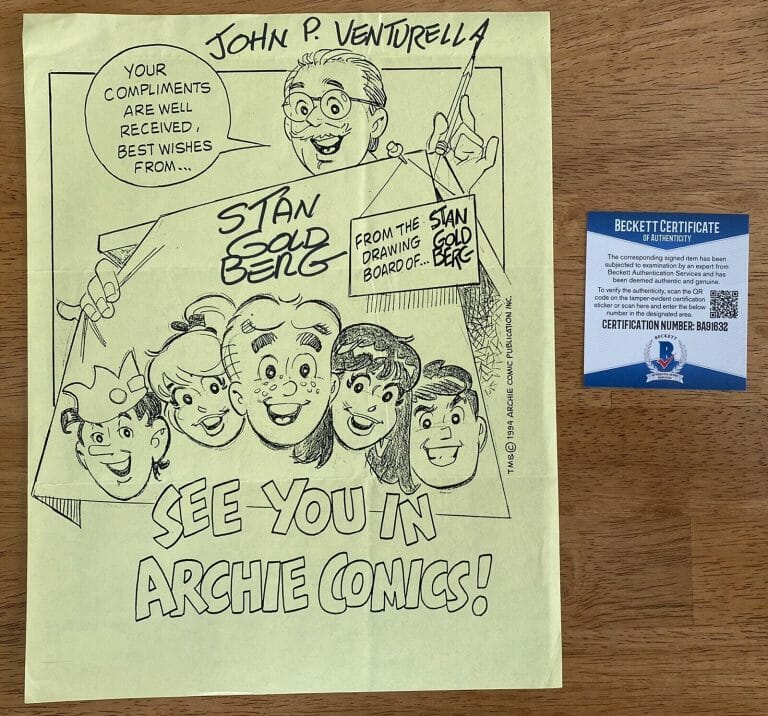 JOHN P. VENTURELLA
YOUR
COMPLIMENTS
ARE WELL
RECEIVED,
BEST WISHES
FROM...
STAN
GOLD
BERG
FROM THE
DRAWING
BOARD OF...
STAN
GOLD
BERG
TM & © 1994 ARCHIE COMIC PUBLICATION INC.
SEE YOU IN
ARCHIE COMICS!
BECKETT CERTIFICATE
OF AUTHENTICITY
The corresponding signed item has been
subjected to examination by an expert from
Beckett Authentication Services and has
been deemed authentic and genuine.
To verify the authenticity, scan the QR
code on the tamper-evident certification
sticker or scan here and enter the below
number in the designated area.
CERTIFICATION NUMBER: BA91632
BECKETT
B